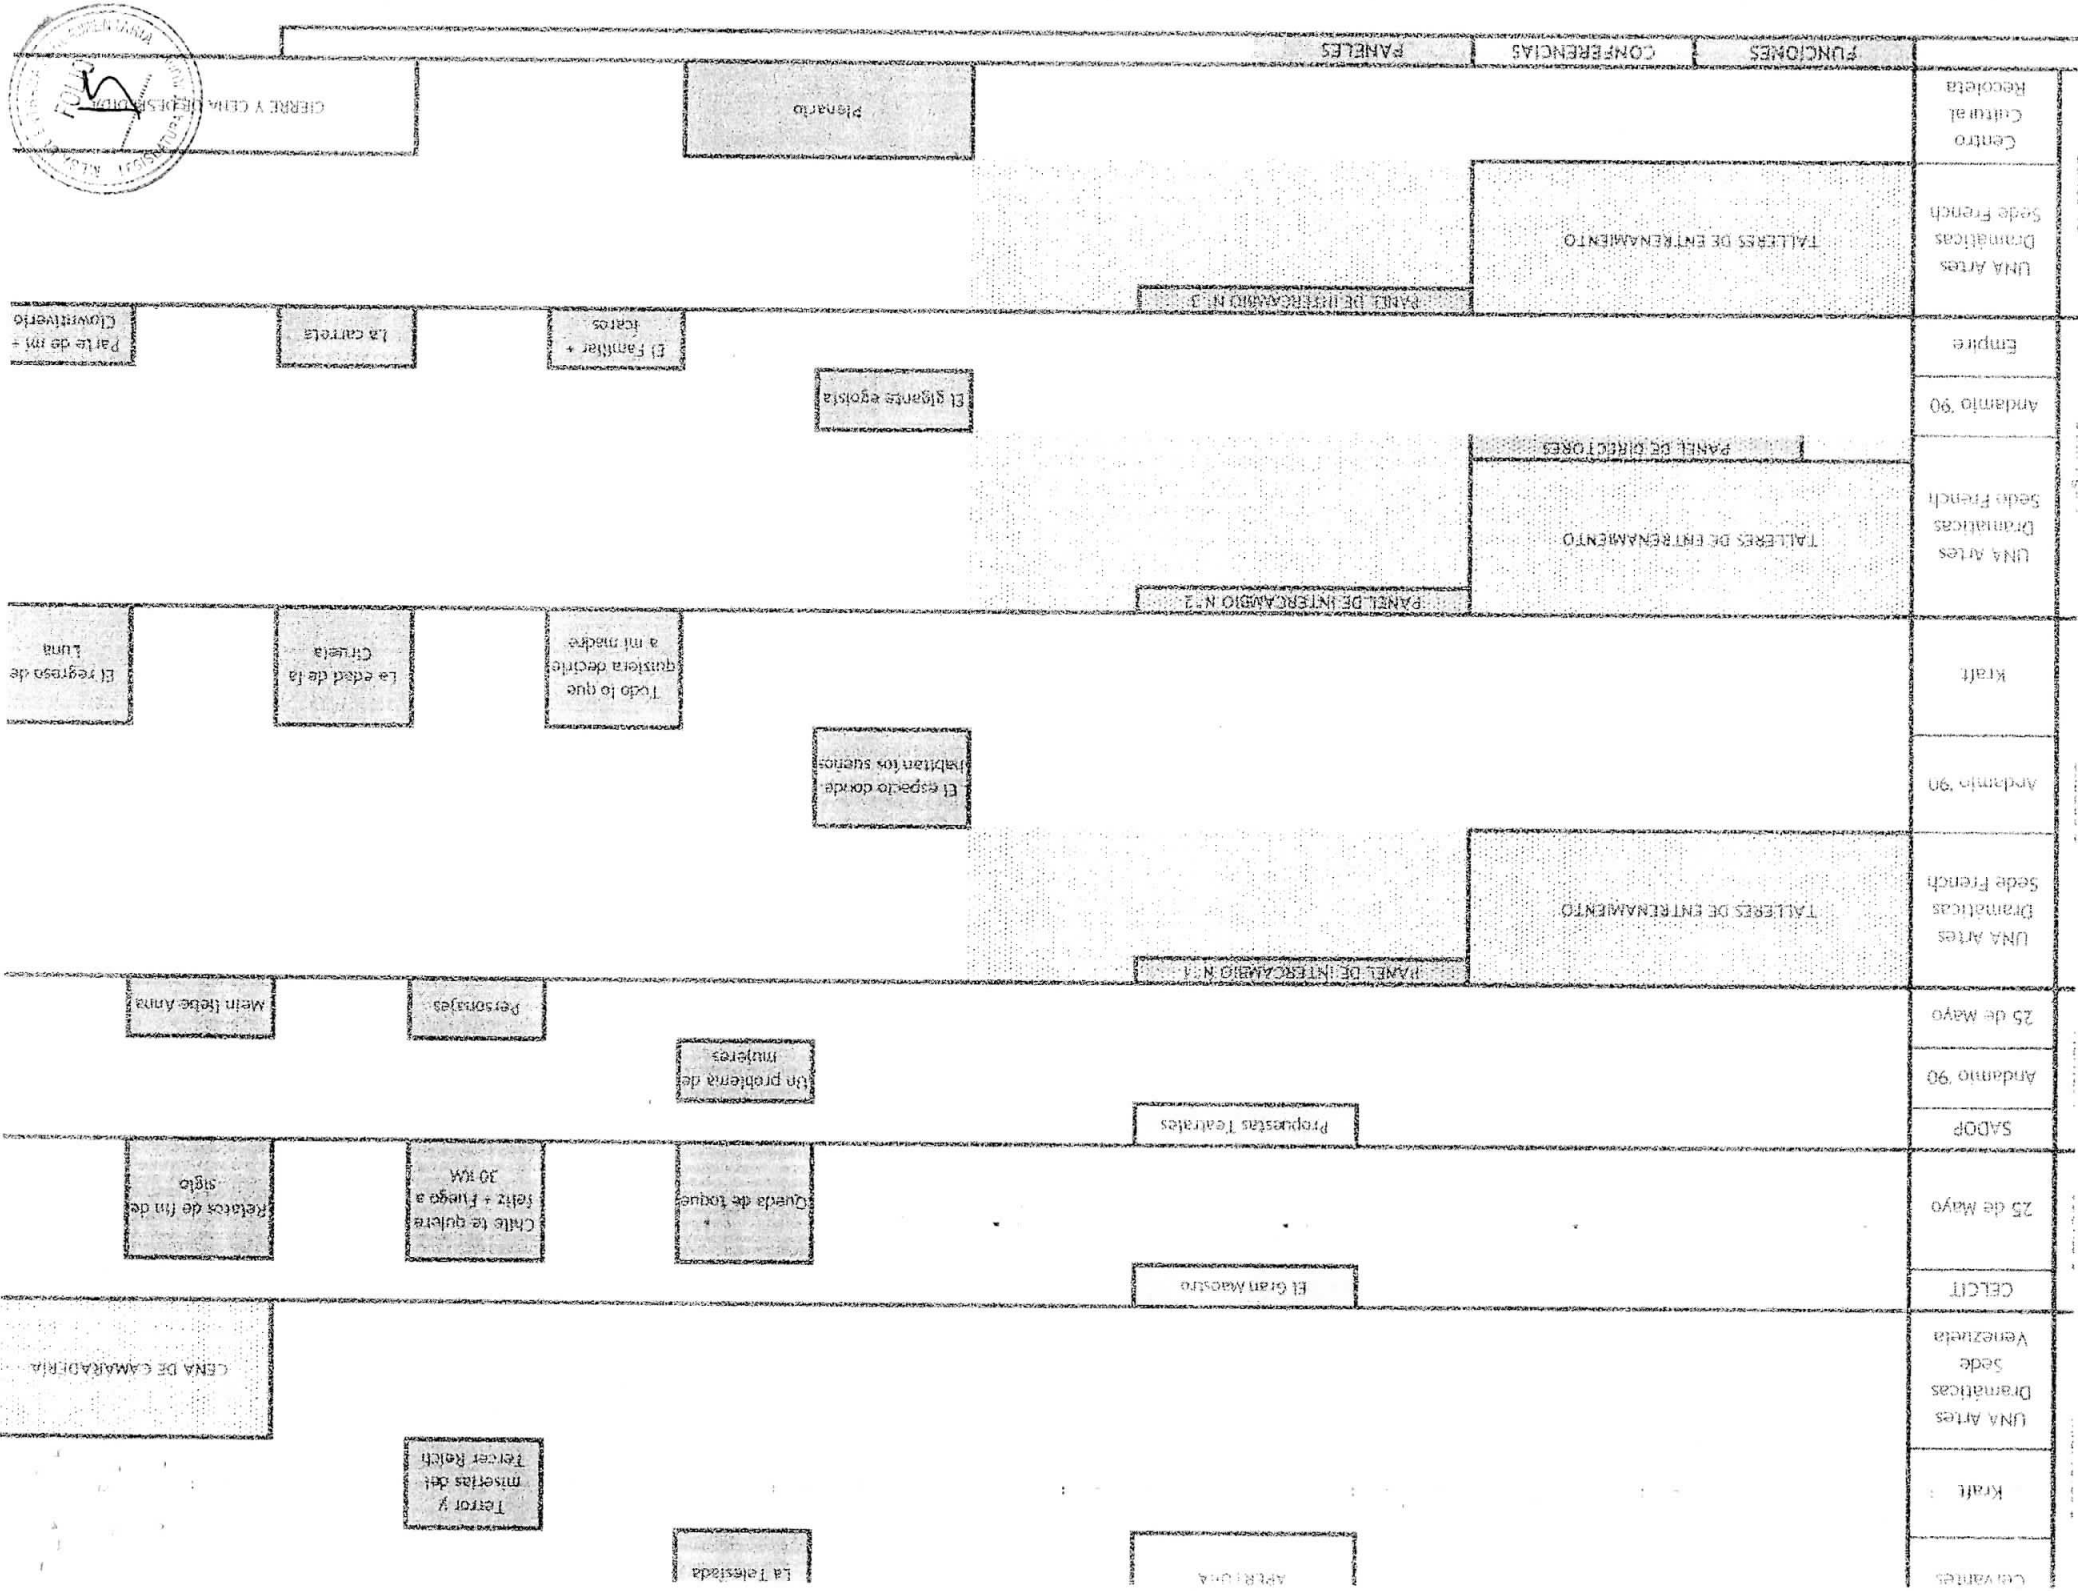 Cervantes
APERTURA
La Telesiada
Kraft
Terror y
miserias del
Tercer Reich
UNA Artes
Dramáticas
Sede
Venezuela
CENA DE CAMARADERÍA
CELCIT
El Gran Maestro
25 de Mayo
Queda de toque
Chile te quiere
feliz + Fuego a
30 KM
Relatos de fin de
siglo
SADOP
Propuestas Teatrales
Andamio '90
Un problema de
mujeres
25 de Mayo
Personajes
Mein liebe Anna
PANEL DE INTERCAMBIO N°1
UNA Artes
Dramáticas
Sede French
TALLERES DE ENTRENAMIENTO
Andamio '90
El espacio donde
habitan los sueños
Kraft
Todo lo que
quisiera decirle
a mi madre
La edad de la
Ciruela
El regreso de
Luna
PANEL DE INTERCAMBIO N°2
UNA Artes
Dramáticas
Sede French
TALLERES DE ENTRENAMIENTO
PANEL DE DIRECTORES
Andamio '90
El gigante egoísta
Empire
El Familiar +
Ícaros
La carreta
Parte de mí +
Clowntiverio
PANEL DE INTERCAMBIO N°3
UNA Artes
Dramáticas
Sede French
TALLERES DE ENTRENAMIENTO
Centro
Cultural
Recoleta
Plenario
CIERRE Y CENA DE DESPEDIDA
FOLIO
FUNCIONES
CONFERENCIAS
PANELES